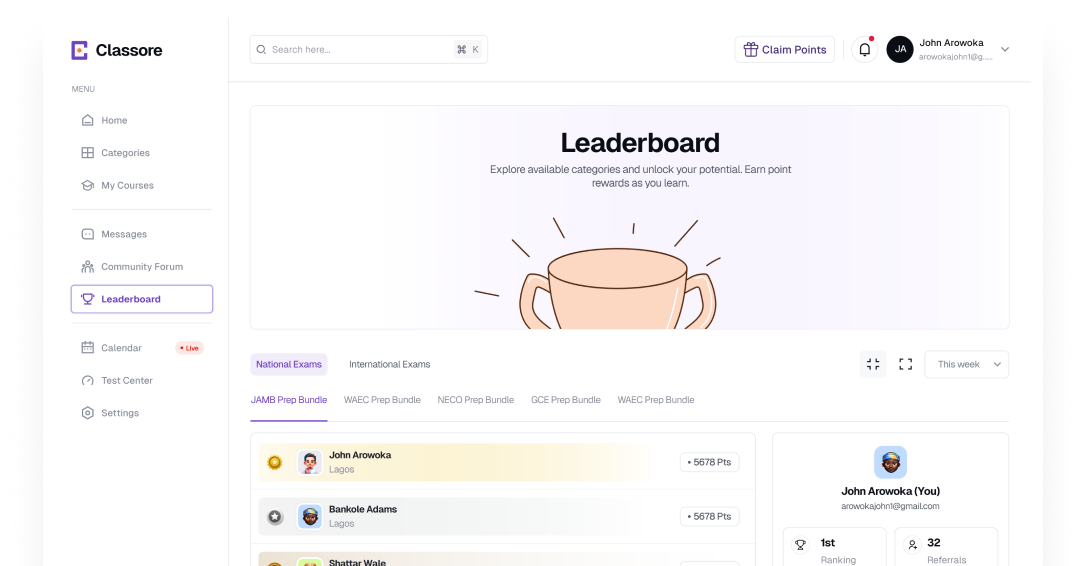 Classore
Search here...
⌘ K
Claim Points
JA
John Arowoka
arowokajohn1@g.....
MENU
Home
Categories
My Courses
Messages
Community Forum
Leaderboard
Calendar
• Live
Test Center
Settings
Leaderboard
Explore available categories and unlock your potential. Earn point
rewards as you learn.
National Exams
International Exams
This week
JAMB Prep Bundle
WAEC Prep Bundle
NECO Prep Bundle
GCE Prep Bundle
WAEC Prep Bundle
John Arowoka
Lagos
• 5678 Pts
Bankole Adams
Lagos
• 5678 Pts
Shattar Wale
John Arowoka (You)
arowokajohn1@gmail.com
1st
Ranking
32
Referrals